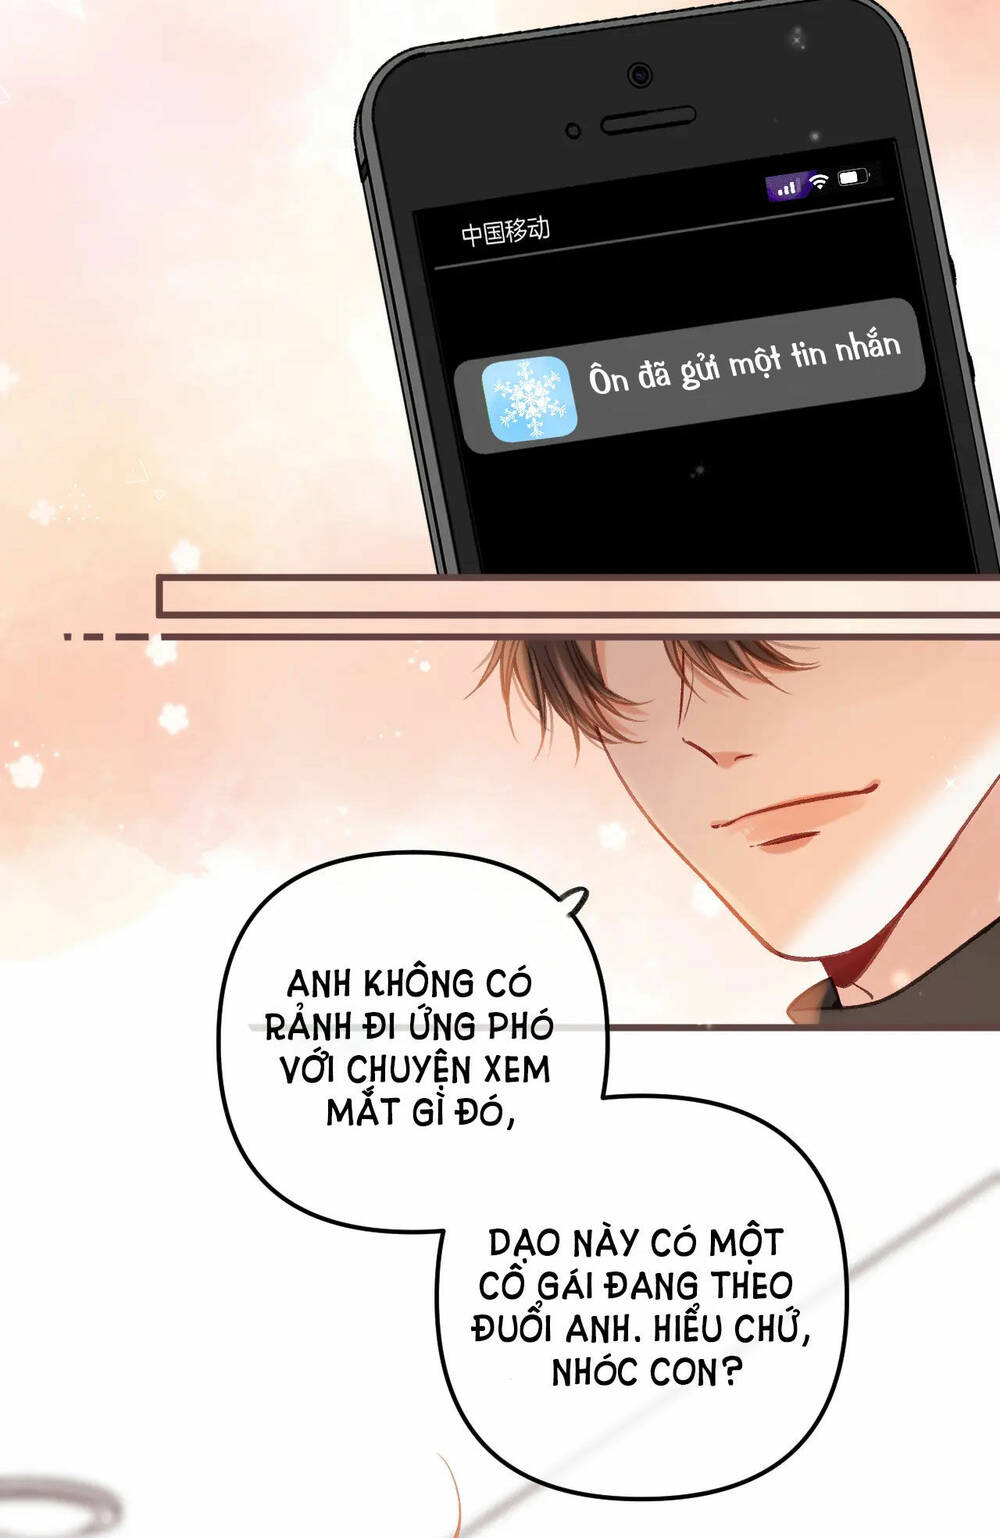 中国移动
Ôn đã gửi một tin nhắn
ANH KHÔNG CÓ
RẢNH ĐI ỨNG PHÓ
VỚI CHUYỆN XEM
MẮT GÌ ĐÓ,
DẠO NÀY CÓ MỘT
CÔ GÁI ĐANG THEO
ĐUỔI ANH. HIỂU CHỨ,
NHÓC CON?